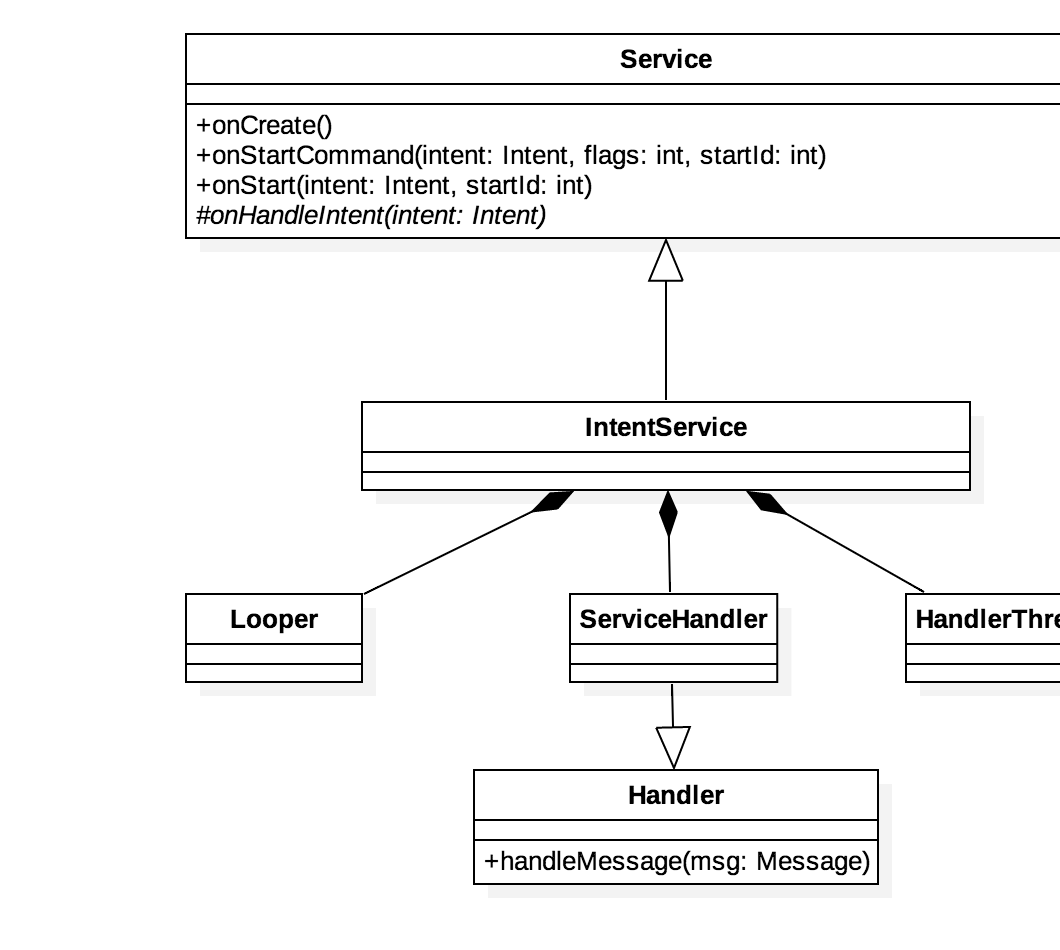 Service
+onCreate()
+onStartCommand(intent: Intent, flags: int, startId: int)
+onStart(intent: Intent, startId: int)
#onHandleIntent(intent: Intent)
IntentService
Looper
ServiceHandler
HandlerThre
Handler
+handleMessage(msg: Message)